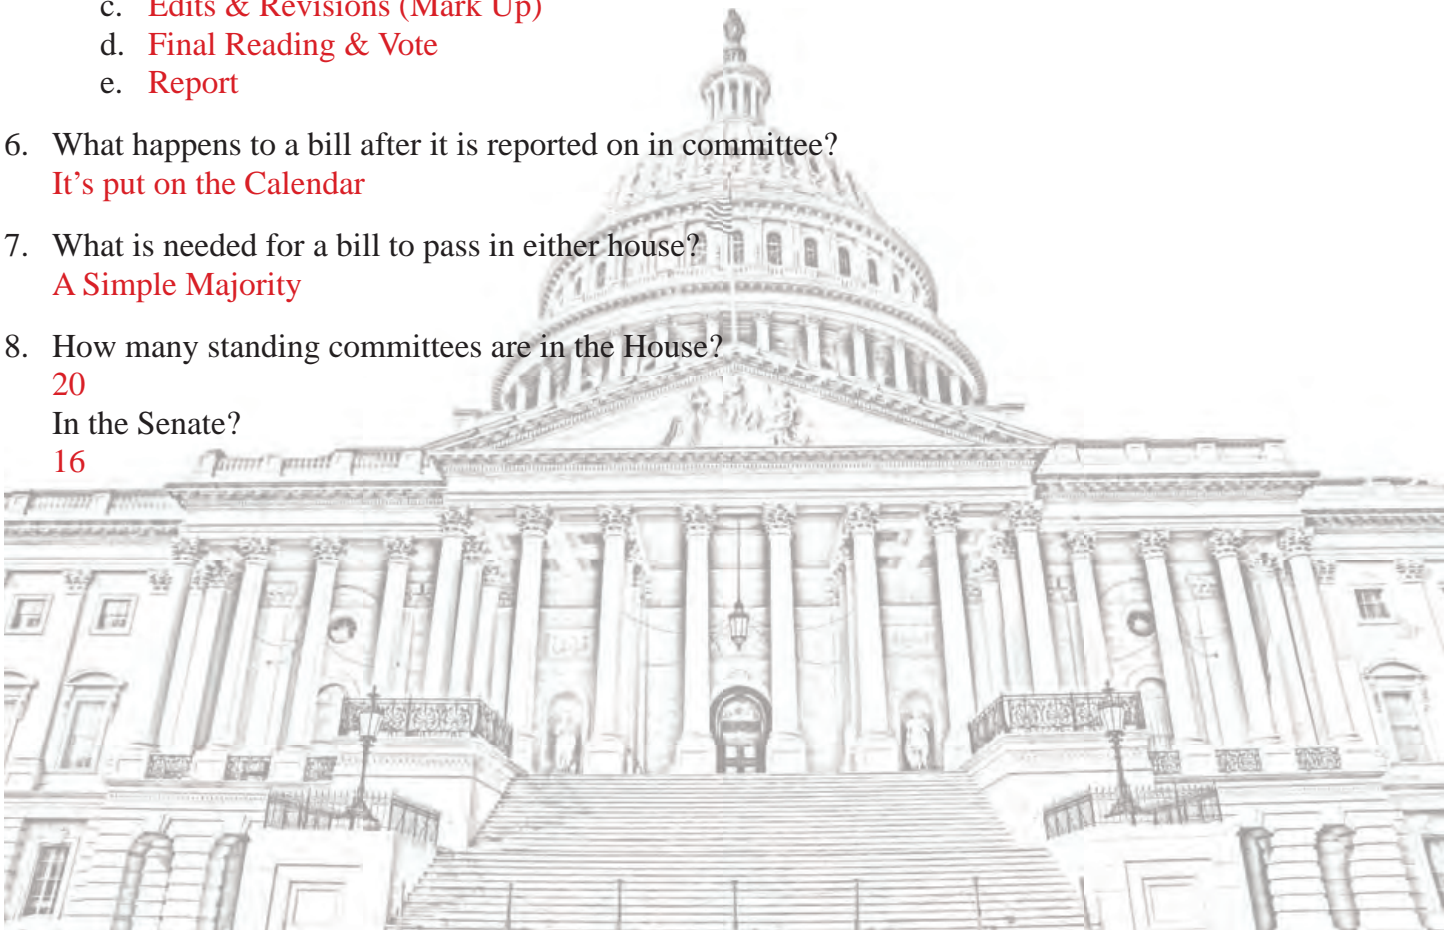 c. Edits & Revisions (Mark Up)
d. Final Reading & Vote
e. Report
6. What happens to a bill after it is reported on in committee?
It’s put on the Calendar
7. What is needed for a bill to pass in either house?
A Simple Majority
8. How many standing committees are in the House?
20
In the Senate?
16